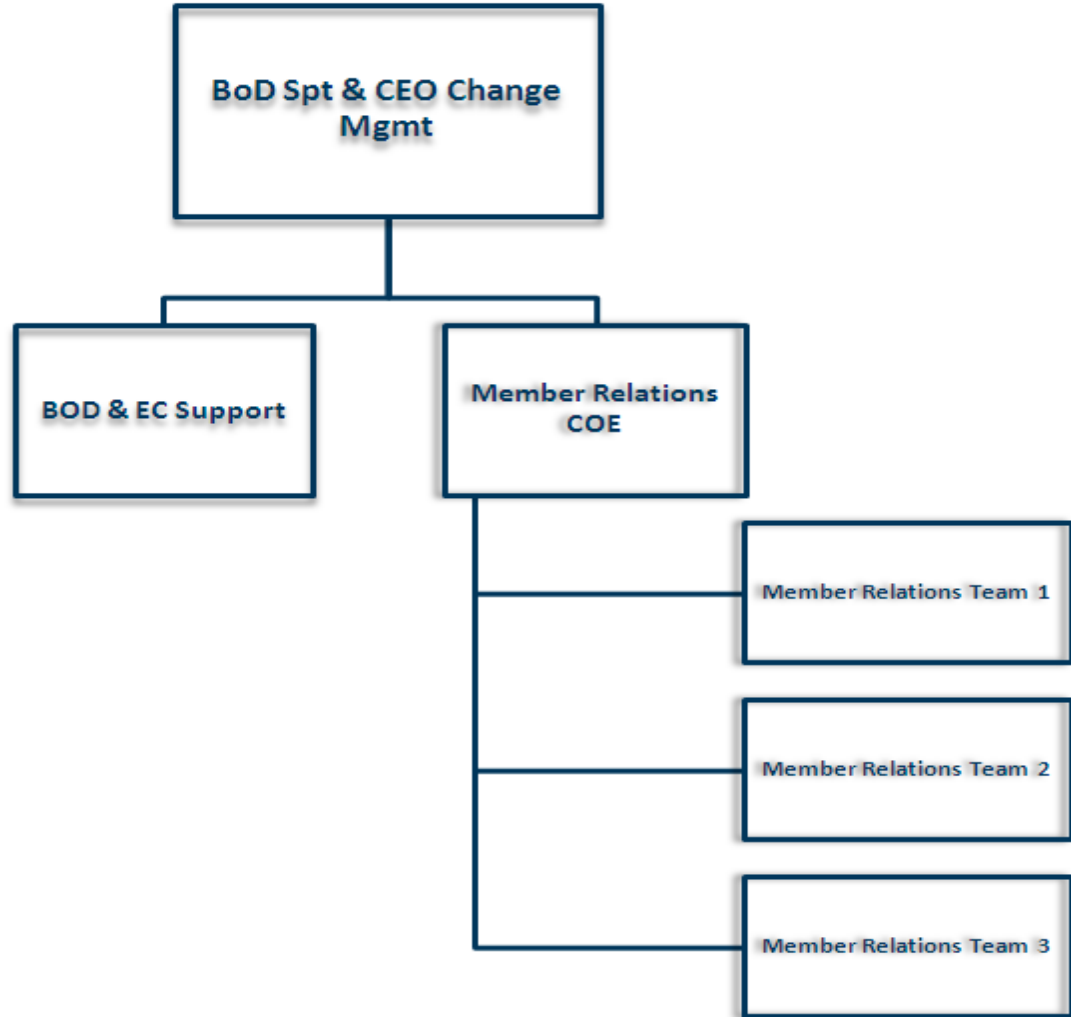 BoD Spt & CEO Change
Mgmt
BOD & EC Support
Member Relations
COE
Member Relations Team 1
Member Relations Team 2
Member Relations Team 3